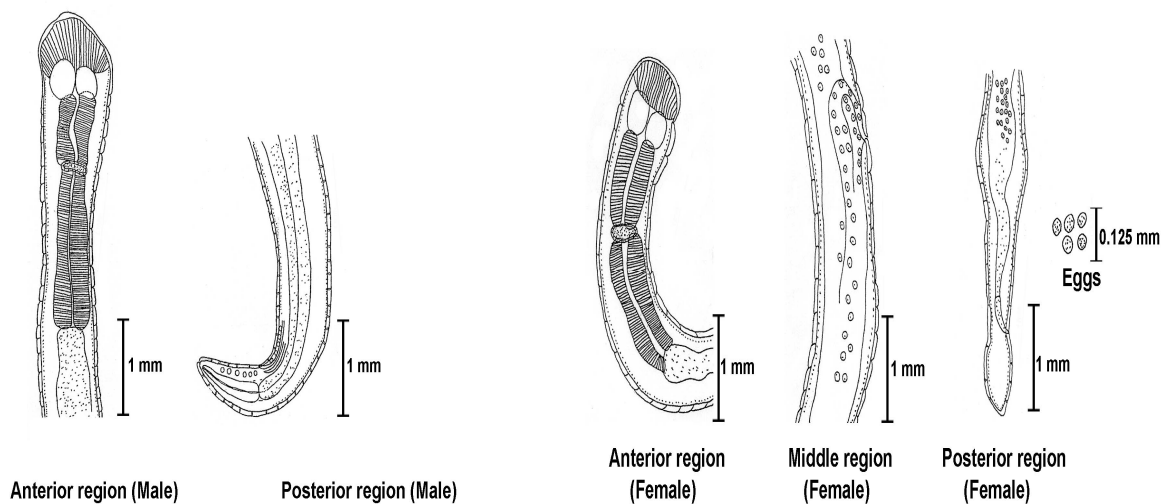 1 mm
1 mm
Anterior region (Male)
Posterior region (Male)
1 mm
1 mm
1 mm
0.125 mm
Eggs
Anterior region
(Female)
Middle region
(Female)
Posterior region
(Female)